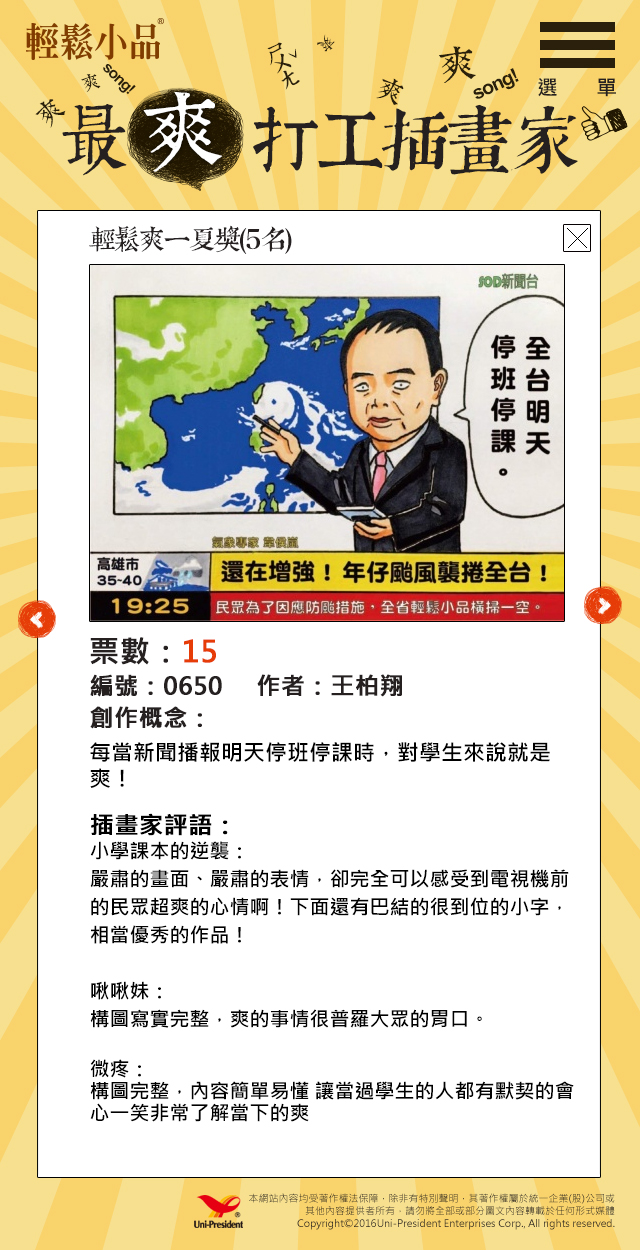 輕鬆小品®
選單
爽
爽
song!
ㄕㄨㄤˇ
爽
爽
song!
最爽打工插畫家
輕鬆爽一夏獎(5名)
SOD新聞台
全台明天
停班停課。
高雄市
35~40
還在增強！年仔颱風襲捲全台！
19:25
民眾為了因應防颱措施，全省輕鬆小品橫掃一空。
票數：15
編號：0650 作者：王柏翔
創作概念：
每當新聞播報明天停班停課時，對學生來說就是
爽！
插畫家評語：
小學課本的逆襲：
嚴肅的畫面、嚴肅的表情，卻完全可以感受到電視機前
的民眾超爽的心情啊！下面還有巴結的很到位的小字，
相當優秀的作品！
啾啾妹：
構圖寫實完整，爽的事情很普羅大眾的胃口。
微疼：
構圖完整，內容簡單易懂 讓當過學生的人都有默契的會
心一笑非常了解當下的爽
Uni-President
本網站內容均受著作權法保障，除非有特別聲明，其著作權屬於統一企業(股)公司或
其他內容提供者所有，請勿將全部或部分圖文內容轉載於任何形式媒體
Copyright©2016Uni-President Enterprises Corp., All rights reserved.